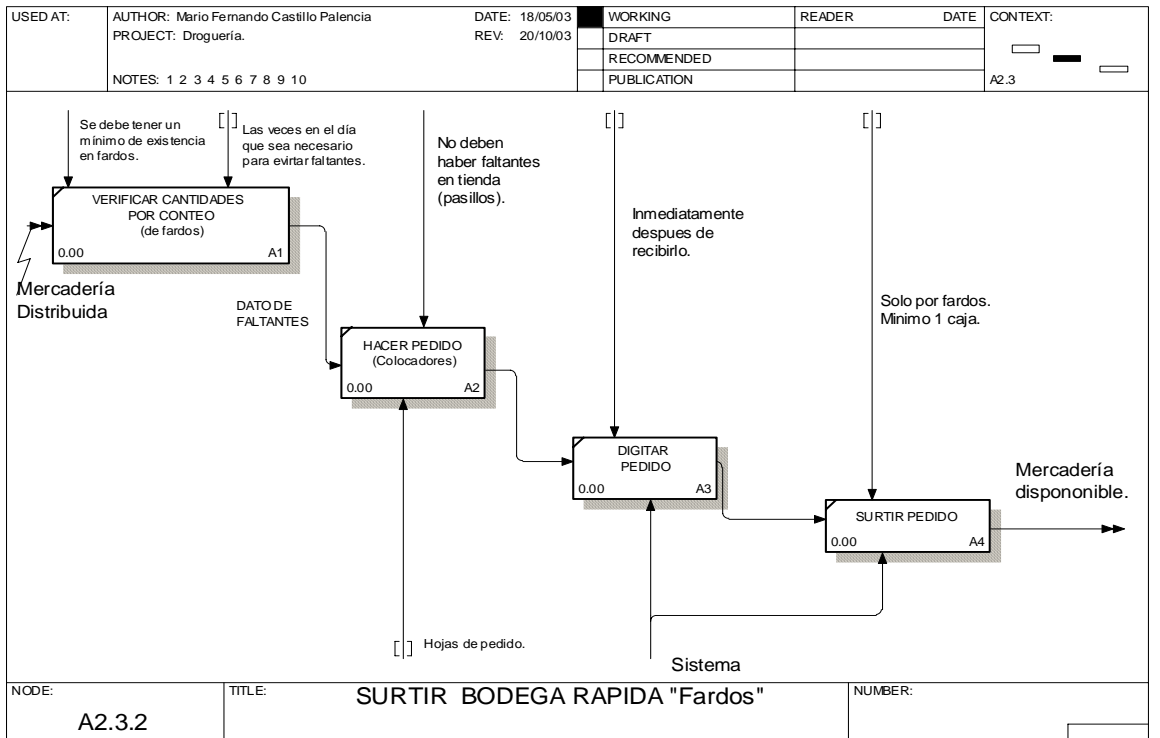 USED AT:
AUTHOR: Mario Fernando Castillo Palencia
DATE: 18/05/03
PROJECT: Droguería.
REV: 20/10/03
NOTES: 1 2 3 4 5 6 7 8 9 10
WORKING
DRAFT
RECOMMENDED
PUBLICATION
READER
DATE
CONTEXT:
A2.3
Se debe tener un
mínimo de existencia
en fardos.
Las veces en el día
que sea necesario
para evirtar faltantes.
No deben
haber faltantes
en tienda
(pasillos).
Inmediatamente
despues de
recibirlo.
Solo por fardos.
Minimo 1 caja.
VERIFICAR CANTIDADES
POR CONTEO
(de fardos)
0.00
A1
Mercadería
Distribuida
DATO DE
FALTANTES
HACER PEDIDO
(Colocadores)
0.00
A2
DIGITAR
PEDIDO
0.00
A3
SURTIR PEDIDO
0.00
A4
Mercadería
dispononible.
Hojas de pedido.
Sistema
NODE:
A2.3.2
TITLE:
SURTIR BODEGA RAPIDA "Fardos"
NUMBER: